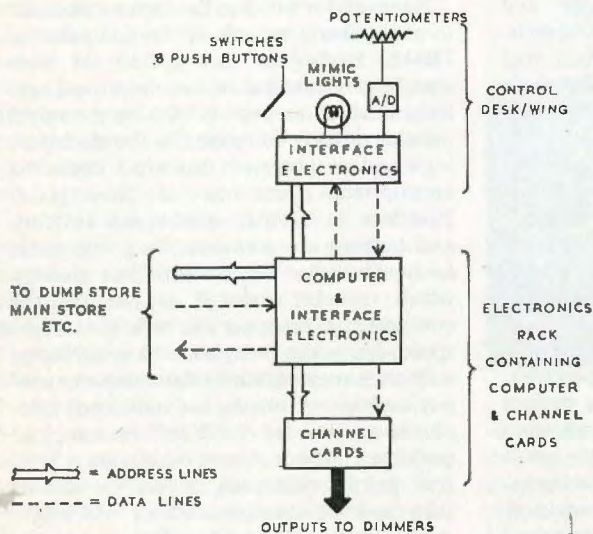 POTENTIOMETERS
SWITCHES
& PUSH BUTTONS
MIMIC
LIGHTS
A/D
CONTROL
DESK/WING
INTERFACE
ELECTRONICS
TO DUMP STORE
MAIN STORE
ETC.
COMPUTER
&
INTERFACE
ELECTRONICS
ELECTRONICS
RACK
CONTAINING
COMPUTER
& CHANNEL
CARDS
CHANNEL
CARDS
= ADDRESS LINES
= DATA LINES
OUTPUTS TO DIMMERS